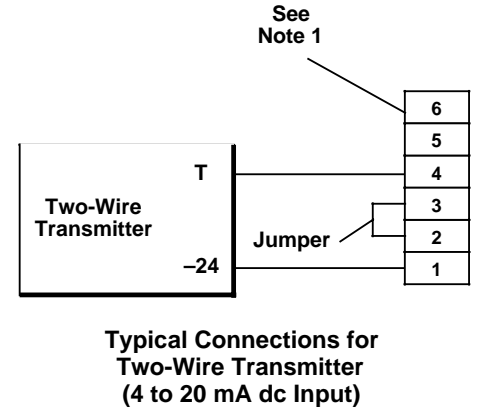 See
Note 1
6
5
T
4
Two-Wire
Transmitter
3
Jumper
2
–24
1
Typical Connections for
Two-Wire Transmitter
(4 to 20 mA dc Input)